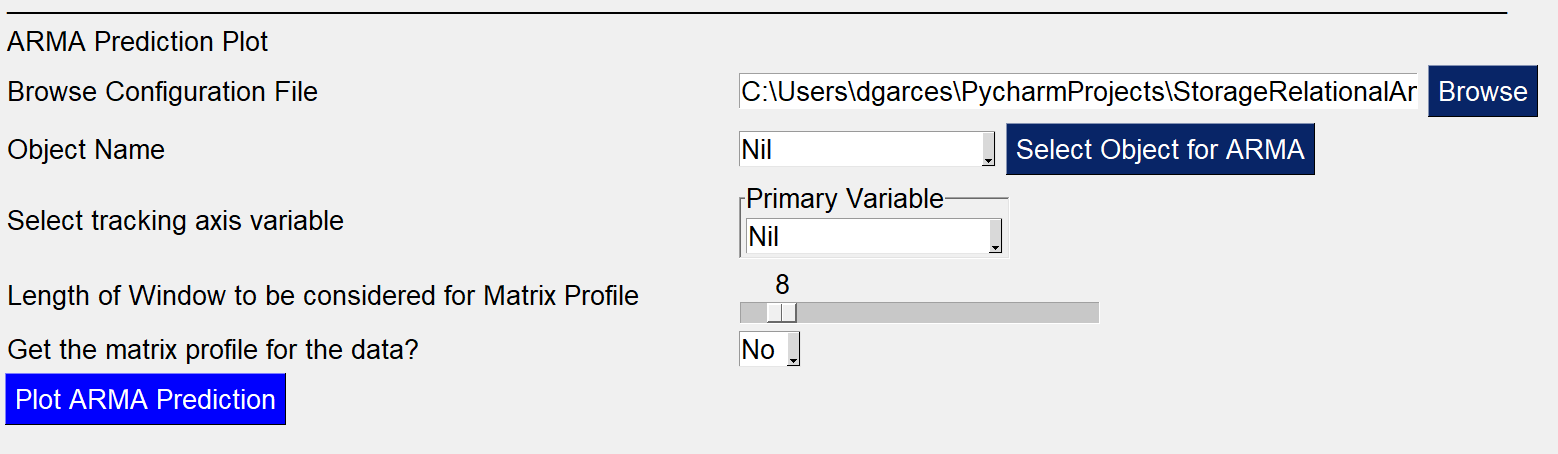 ARMA Prediction Plot
Browse Configuration File C:\Users\dgarces\PycharmProjects\StorageRelationalAr Browse
Object Name Nil Select Object for ARMA
Primary Variable
Select tracking axis variable Nil
8
Length of Window to be considered for Matrix Profile
Get the matrix profile for the data? No
Plot ARMA Prediction